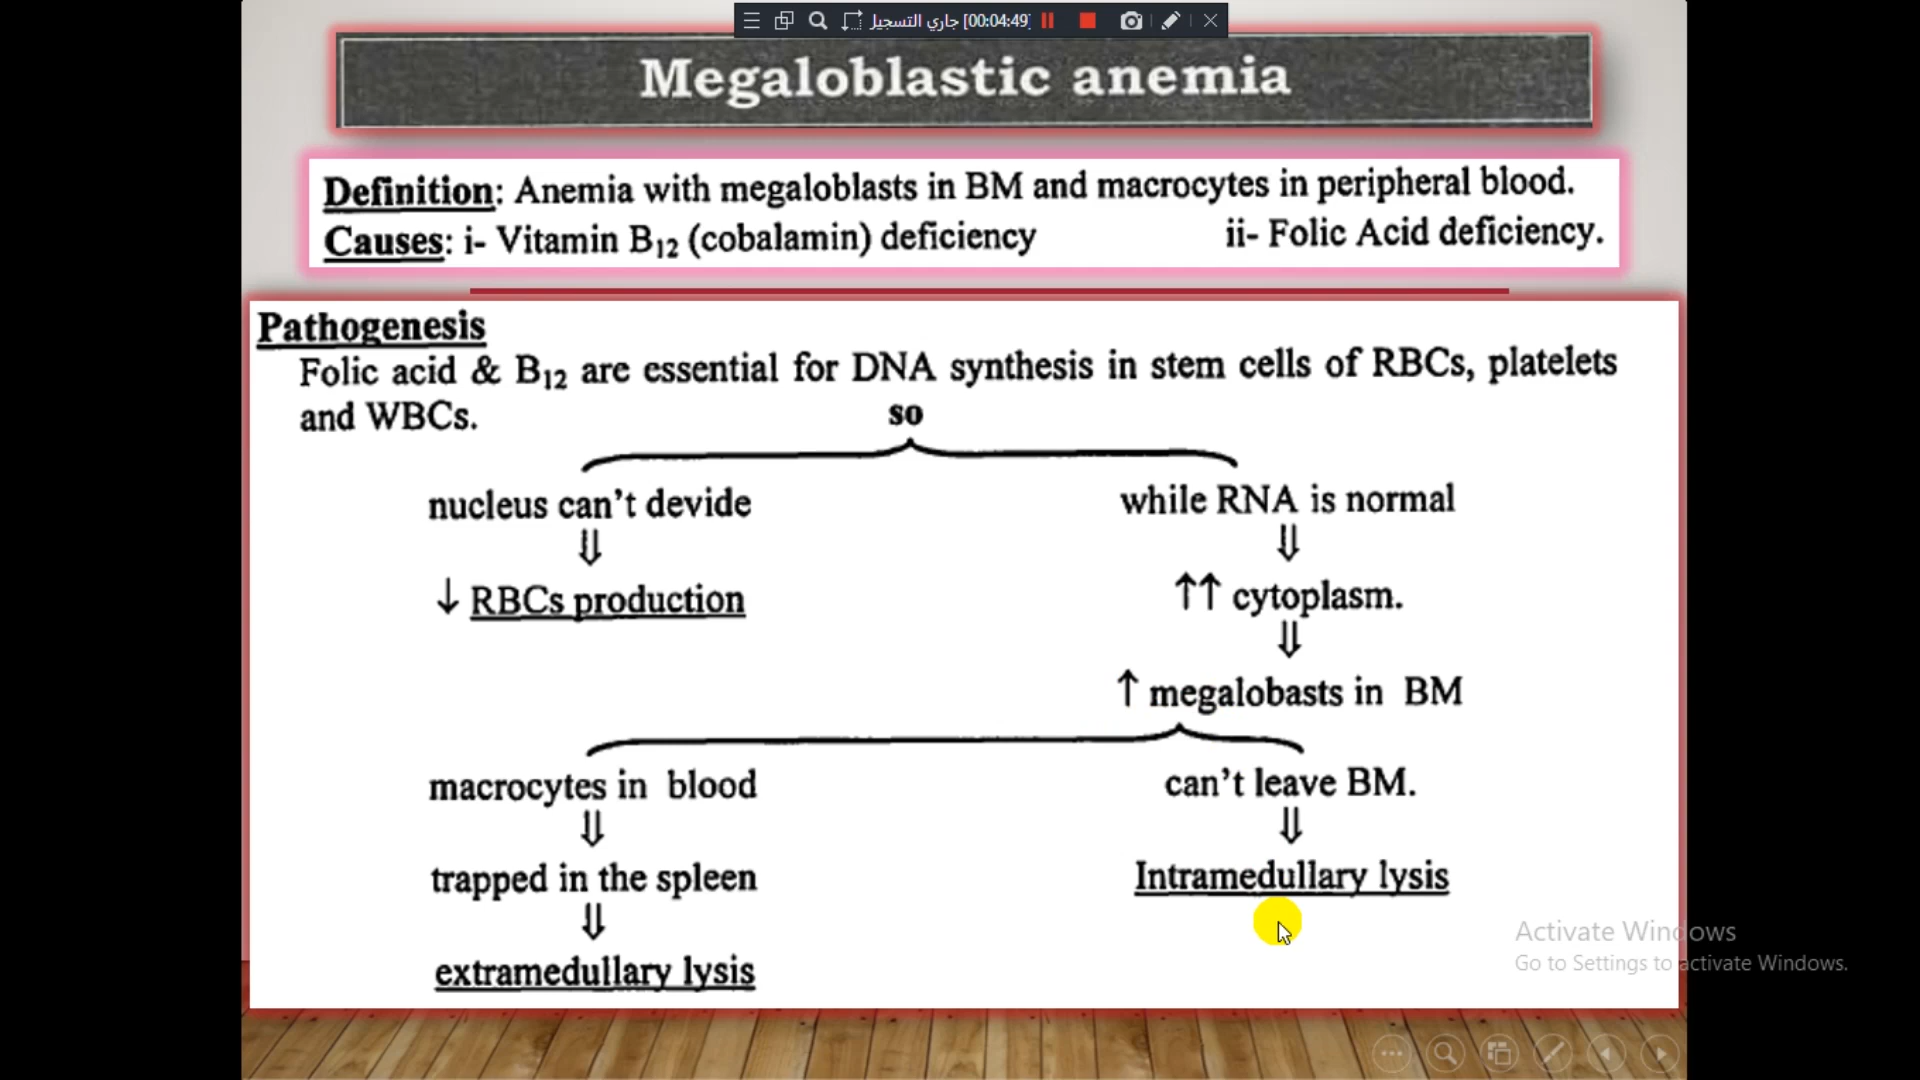 جاري التسجيل [00:04:49]
Megaloblastic anemia
Definition: Anemia with megaloblasts in BM and macrocytes in peripheral blood.
Causes: i- Vitamin B12 (cobalamin) deficiency ii- Folic Acid deficiency.
Pathogenesis
Folic acid & B12 are essential for DNA synthesis in stem cells of RBCs, platelets
and WBCs. so
nucleus can't devide while RNA is normal
⇓ ⇓
↓ RBCs production ↑↑ cytoplasm.
⇓
↑ megalobasts in BM
macrocytes in blood can't leave BM.
⇓ ⇓
trapped in the spleen Intramedullary lysis
⇓
extramedullary lysis
Activate Windows
Go to Settings to activate Windows.